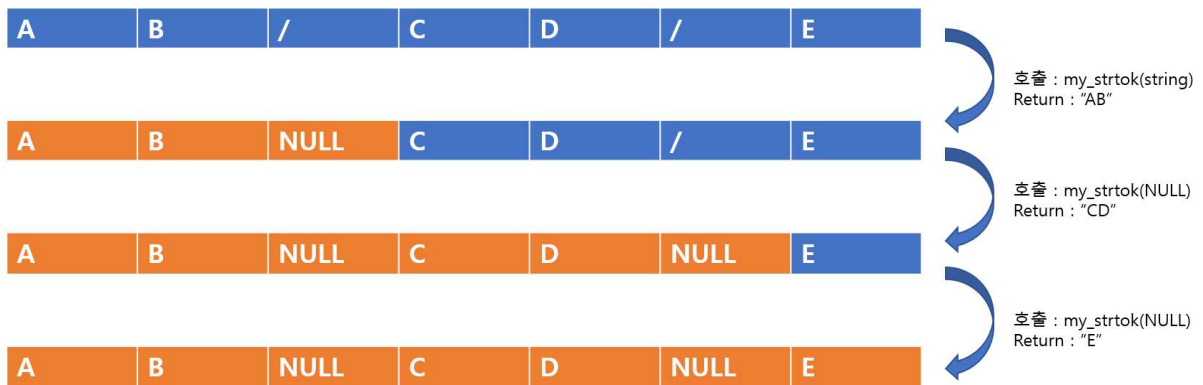 A B / C D / E
호출 : my_strtok(string)
Return : “AB”
A B NULL C D / E
호출 : my_strtok(NULL)
Return : “CD”
A B NULL C D NULL E
호출 : my_strtok(NULL)
Return : “E”
A B NULL C D NULL E